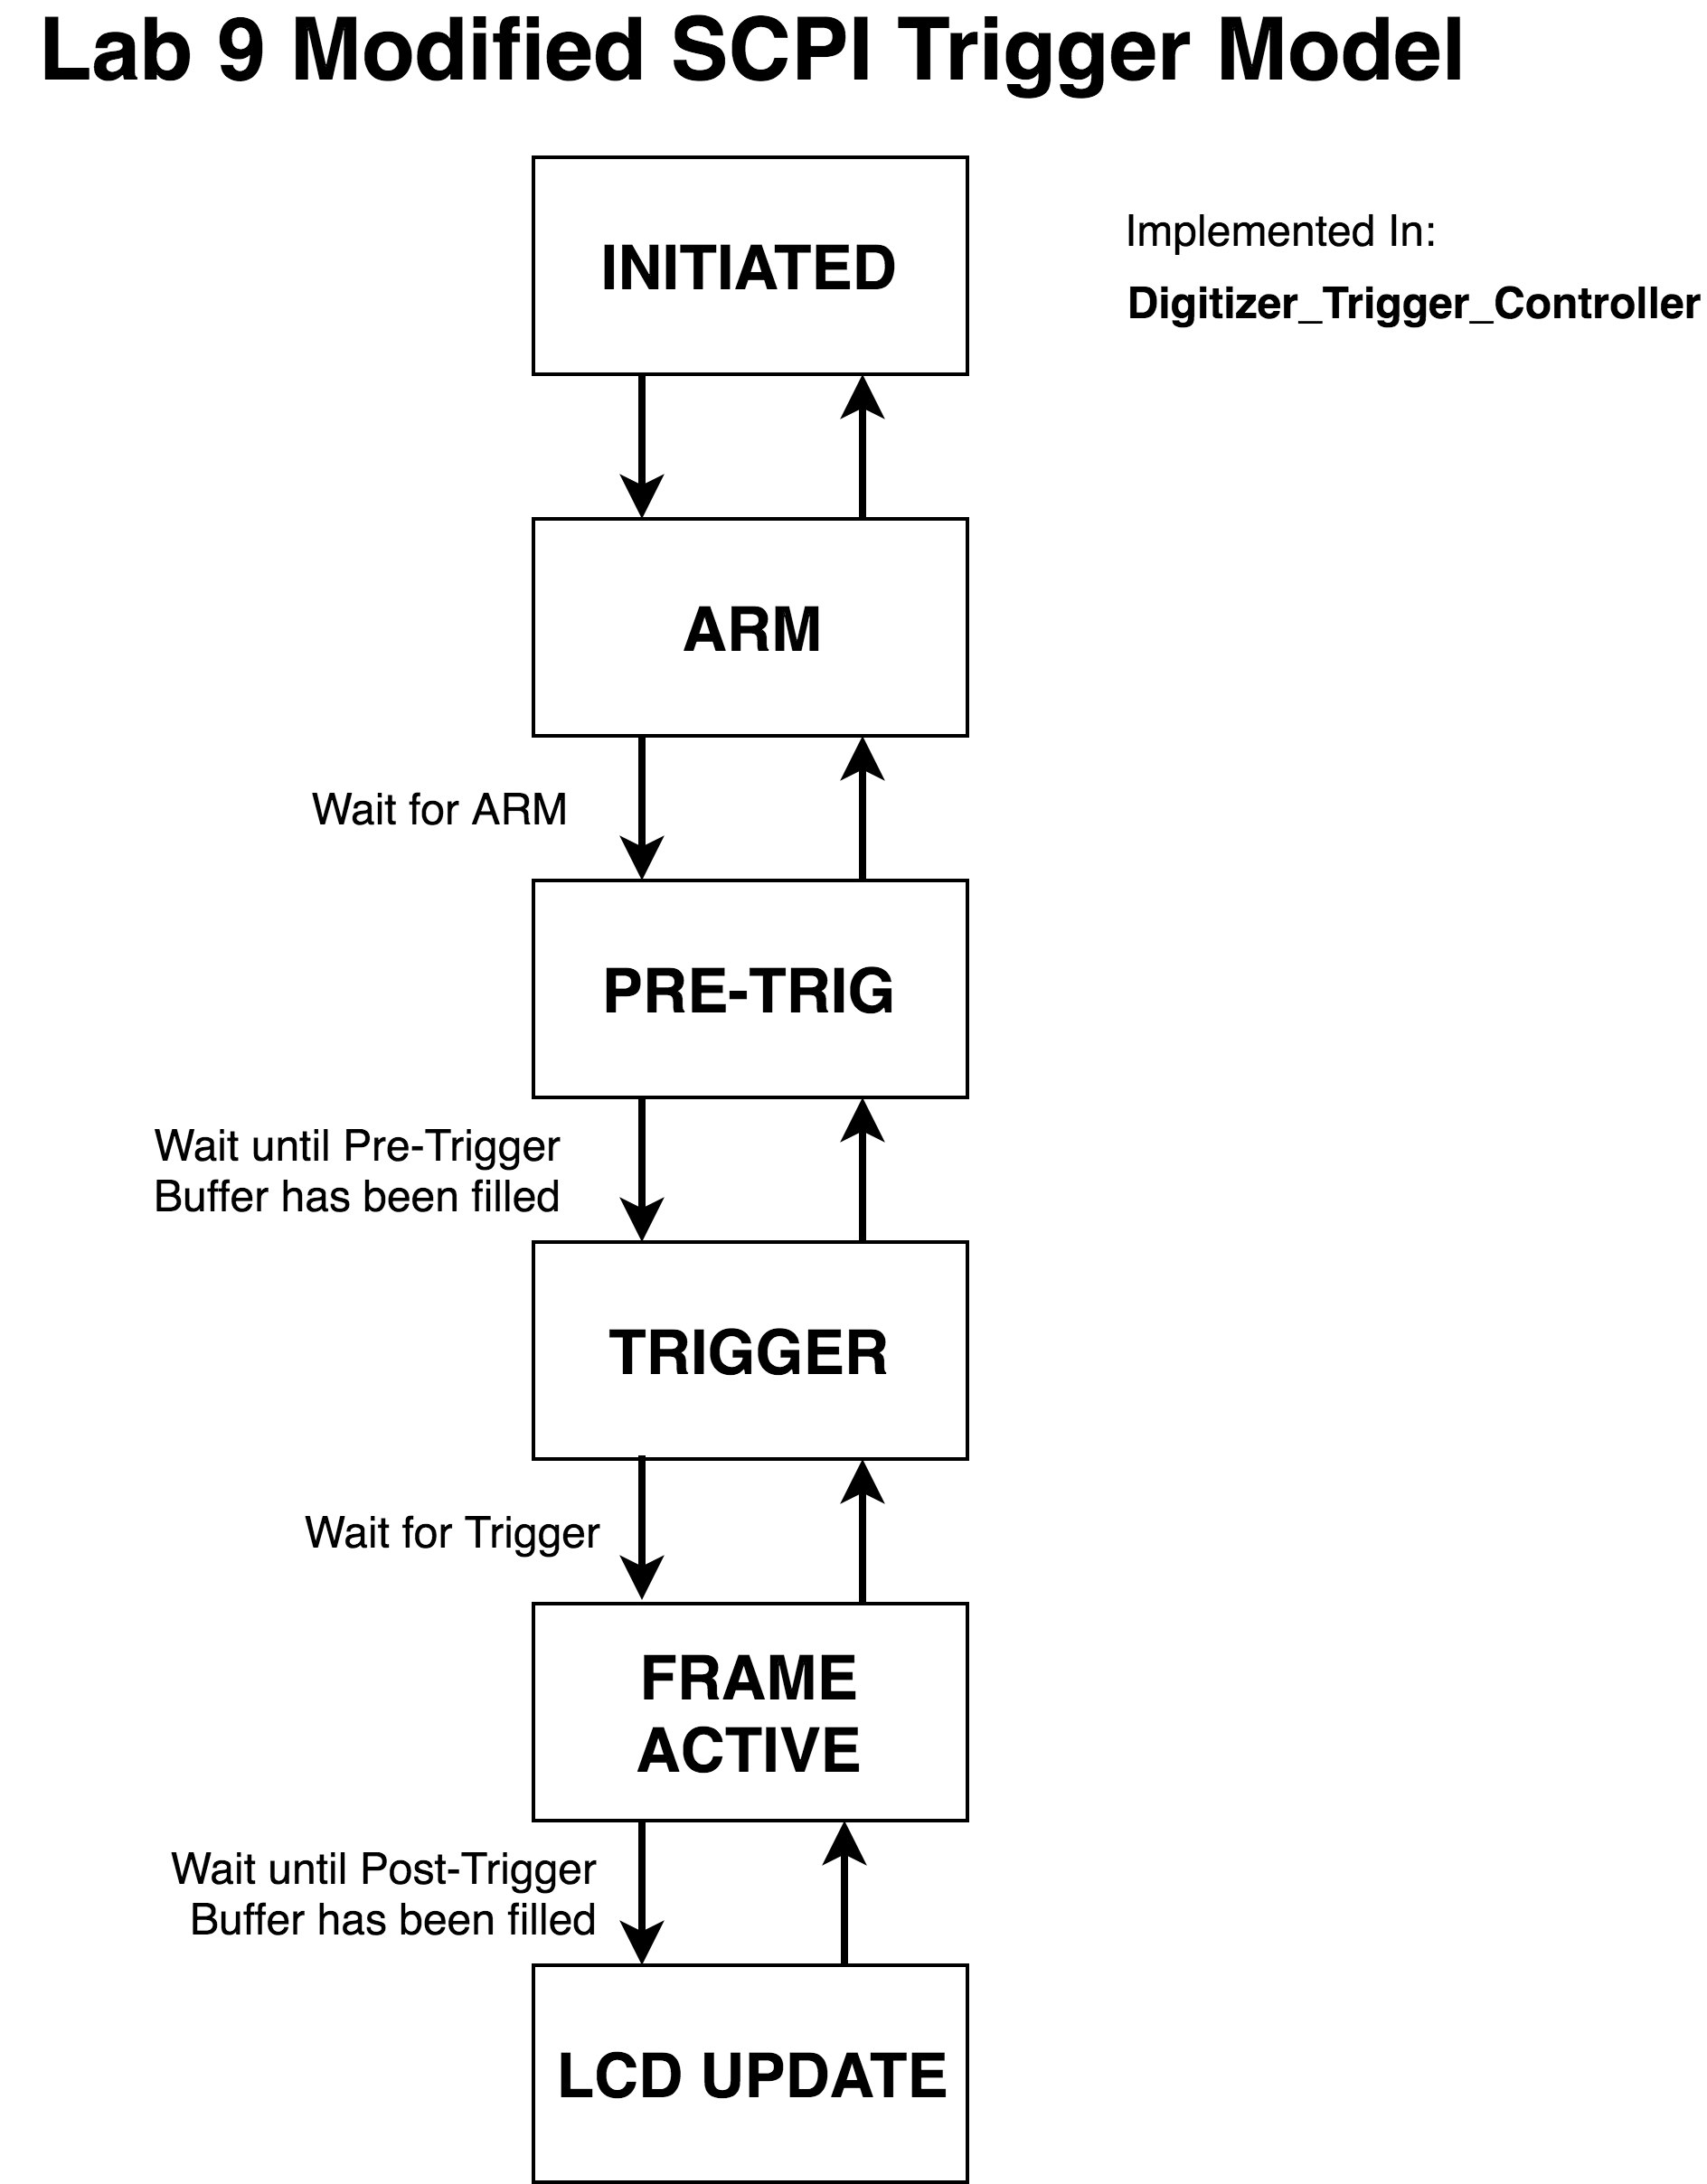 Lab 9 Modified SCPI Trigger Model
INITIATED
Implemented In:
Digitizer_Trigger_Controller
ARM
Wait for ARM
PRE-TRIG
Wait until Pre-Trigger
Buffer has been filled
TRIGGER
Wait for Trigger
FRAME
ACTIVE
Wait until Post-Trigger
Buffer has been filled
LCD UPDATE